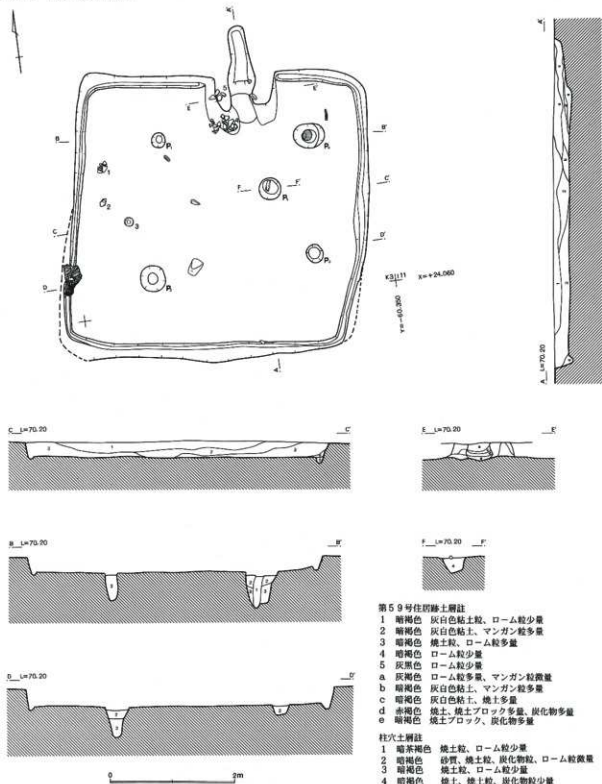 A'
E
5
E'
B
P₁
P₁
B'
1
F
F'
P₁
C'
2
3
C
P₁
D'
D
P₁
K3I111 X=+24.060
Y=-60.350
A
A'
A L=70.20
C L=70.20
C'
E L=70.20
E'
B L=70.20
B'
F L=70.20
F'
D L=70.20
D'
0
2m
第59号住居跡土層註
1 暗褐色 灰白色粘土粒、ローム粒少量
2 暗褐色 灰白色粘土、マンガン粒多量
3 暗褐色 焼土粒、ローム粒多量
4 暗褐色 ローム粒少量
5 灰黒色 ローム粒少量
a 灰褐色 ローム粒多量、マンガン粒微量
b 暗褐色 灰白色粘土、マンガン粒多量
c 暗褐色 灰白色粘土、焼土多量
d 赤褐色 焼土、焼土ブロック多量、炭化物多量
e 暗褐色 焼土ブロック、炭化物多量
柱穴土層註
1 暗茶褐色 焼土粒、ローム粒少量
2 暗褐色 砂質、焼土粒、炭化物粒、ローム粒微量
3 暗褐色 焼土粒、ローム粒少量
4 暗褐色 焼土、焼土粒、炭化物粒少量